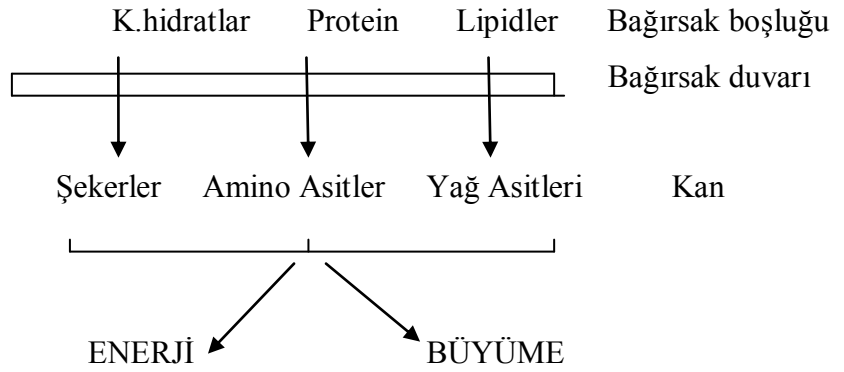 K.hidratlar Protein Lipidler Bağırsak boşluğu
Bağırsak duvarı
Şekerler Amino Asitler Yağ Asitleri Kan
ENERJİ BÜYÜME